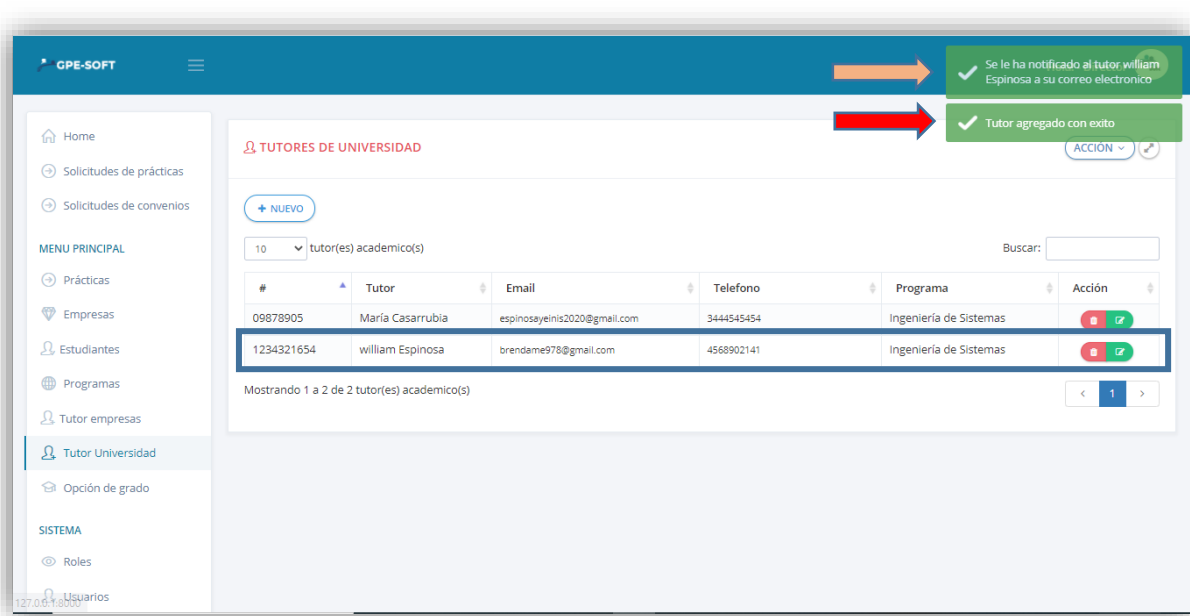 GPE-SOFT
Se le ha notificado al tutor william
Espinosa a su correo electronico
Tutor agregado con exito
Home
Solicitudes de prácticas
Solicitudes de convenios
MENU PRINCIPAL
Prácticas
Empresas
Estudiantes
Programas
Tutor empresas
Tutor Universidad
Opción de grado
SISTEMA
Roles
Usuarios
127.0.0.1:8000
TUTORES DE UNIVERSIDAD
ACCIÓN
+ NUEVO
10 tutor(es) academico(s)
Buscar:
# Tutor Email Telefono Programa Acción
09878905 María Casarrubia espinosayeinis2020@gmail.com 3444545454 Ingeniería de Sistemas
1234321654 william Espinosa brendame978@gmail.com 4568902141 Ingeniería de Sistemas
Mostrando 1 a 2 de 2 tutor(es) academico(s)
< 1 >